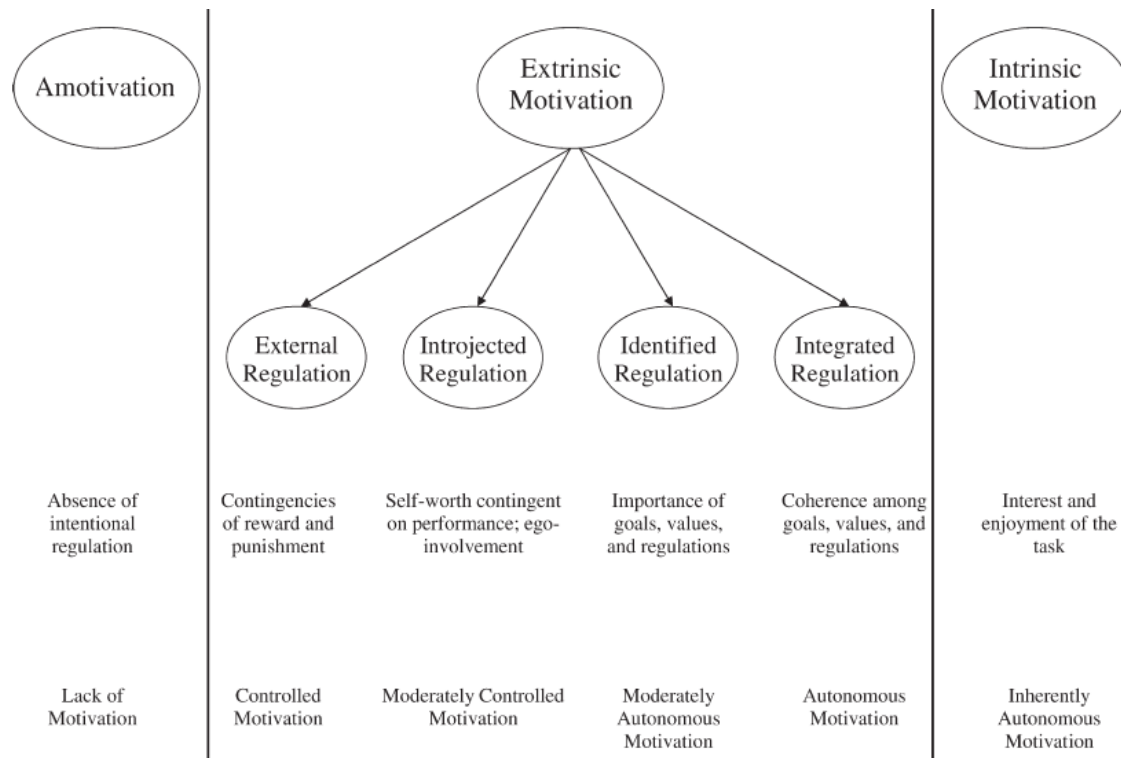 Amotivation
Extrinsic
Motivation
Intrinsic
Motivation
External
Regulation
Introjected
Regulation
Identified
Regulation
Integrated
Regulation
Absence of
intentional
regulation
Contingencies
of reward and
punishment
Self-worth contingent
on performance; ego-
involvement
Importance of
goals, values,
and regulations
Coherence among
goals, values, and
regulations
Interest and
enjoyment of the
task
Lack of
Motivation
Controlled
Motivation
Moderately Controlled
Motivation
Moderately
Autonomous
Motivation
Autonomous
Motivation
Inherently
Autonomous
Motivation